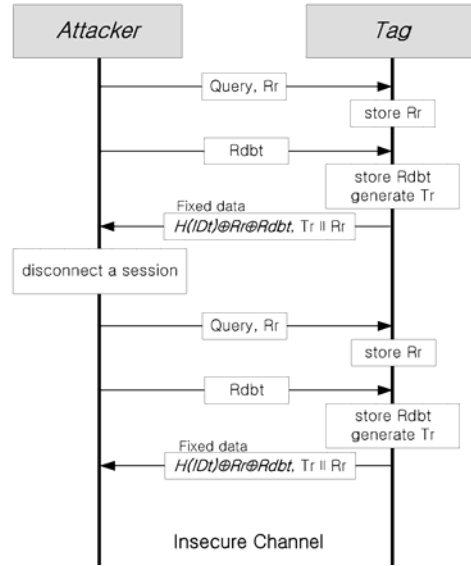 Attacker
Tag
Query, Rr
store Rr
Rdbt
store Rdbt
generate Tr
Fixed data
H(IDt)⊕Rr⊕Rdbt, Tr ∥ Rr
disconnect a session
Query, Rr
store Rr
Rdbt
store Rdbt
generate Tr
Fixed data
H(IDt)⊕Rr⊕Rdbt, Tr ∥ Rr
Insecure Channel